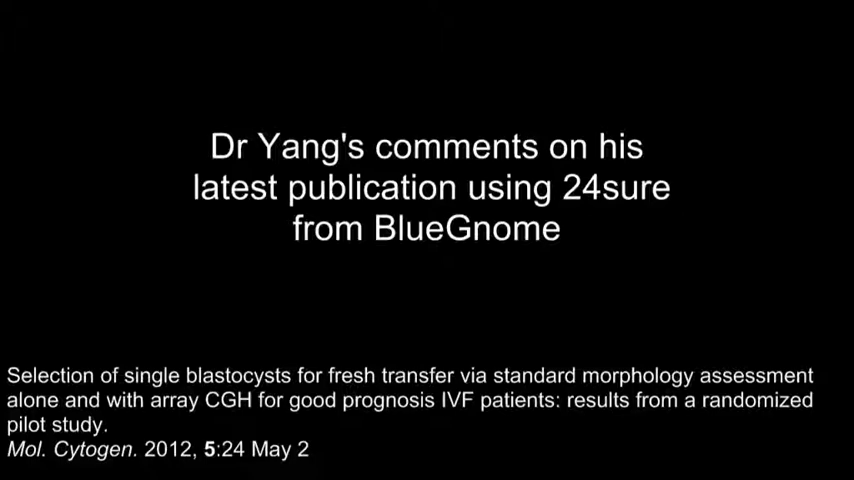 Dr Yang's comments on his
latest publication using 24sure
from BlueGnome
Selection of single blastocysts for fresh transfer via standard morphology assessment
alone and with array CGH for good prognosis IVF patients: results from a randomized
pilot study.
Mol. Cytogen. 2012, 5:24 May 2